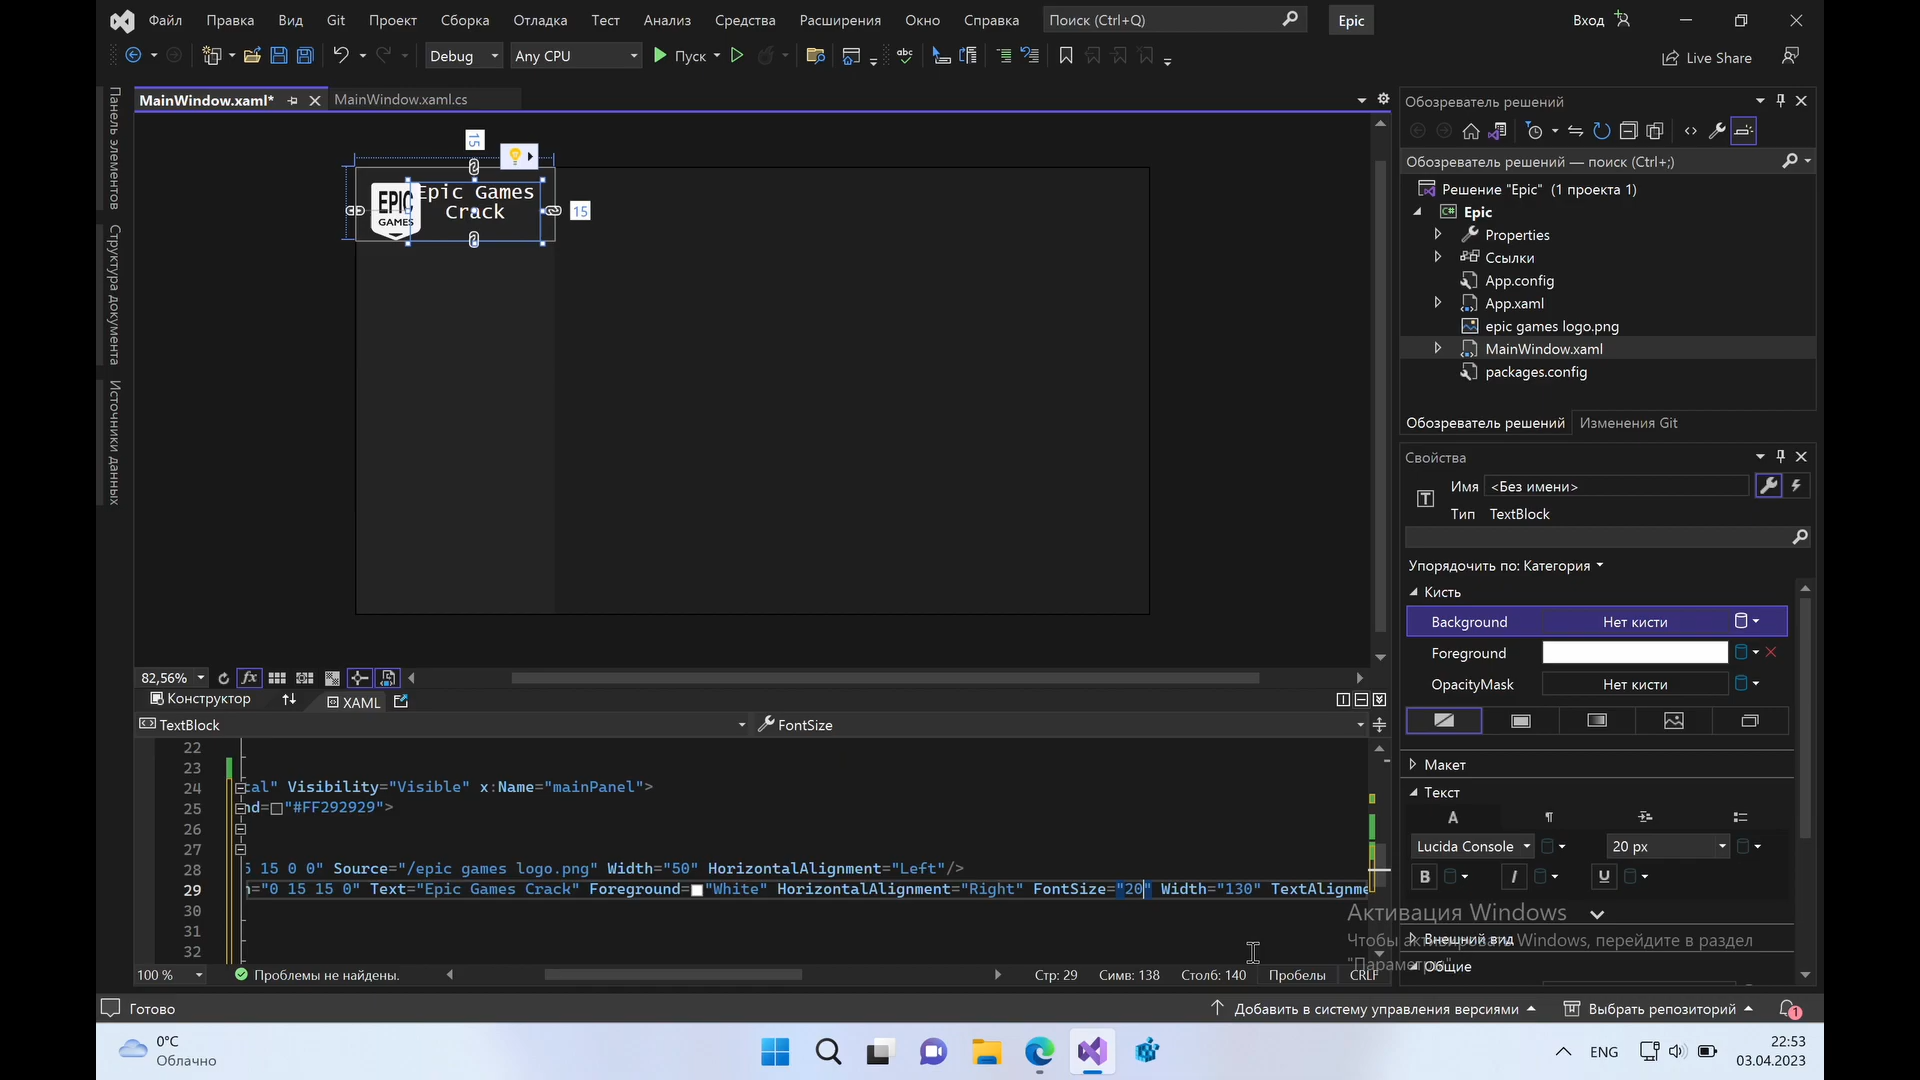 Файл Правка Вид Git Проект Сборка Отладка Тест Анализ Средства Расширения Окно Справка Поиск (Ctrl+Q) Epic Вход
Debug Any CPU Пуск abc Live Share
Панель элементов
Структура документа
Источники данных
MainWindow.xaml* MainWindow.xaml.cs
15
EPIC
GAMES
Epic Games
Crack
15
82,56% fx
Конструктор XAML
TextBlock FontSize
22
23
24 cal" Visibility="Visible" x:Name="mainPanel">
25 nd="#FF292929">
26
27
28 5 15 0 0" Source="/epic games logo.png" Width="50" HorizontalAlignment="Left"/>
29 n="0 15 15 0" Text="Epic Games Crack" Foreground="White" HorizontalAlignment="Right" FontSize="20" Width="130" TextAlignme
30
31
32
100 % Проблемы не найдены. Стр: 29 Симв: 138 Столб: 140 Пробелы CRLF
Обозреватель решений
Обозреватель решений — поиск (Ctrl+;)
Решение "Epic" (1 проекта 1)
C# Epic
Properties
Ссылки
App.config
App.xaml
epic games logo.png
MainWindow.xaml
packages.config
Обозреватель решений Изменения Git
Свойства
Имя <Без имени>
Тип TextBlock
Упорядочить по: Категория
Кисть
Background Нет кисти
Foreground
OpacityMask Нет кисти
Макет
Текст
A ¶
Lucida Console 20 px
B I U
Внешний вид
Общие
Активация Windows
Чтобы активировать Windows, перейдите в раздел
"Параметры".
Готово Добавить в систему управления версиями Выбрать репозиторий 1
0°C
Облачно
ENG
22:53
03.04.2023